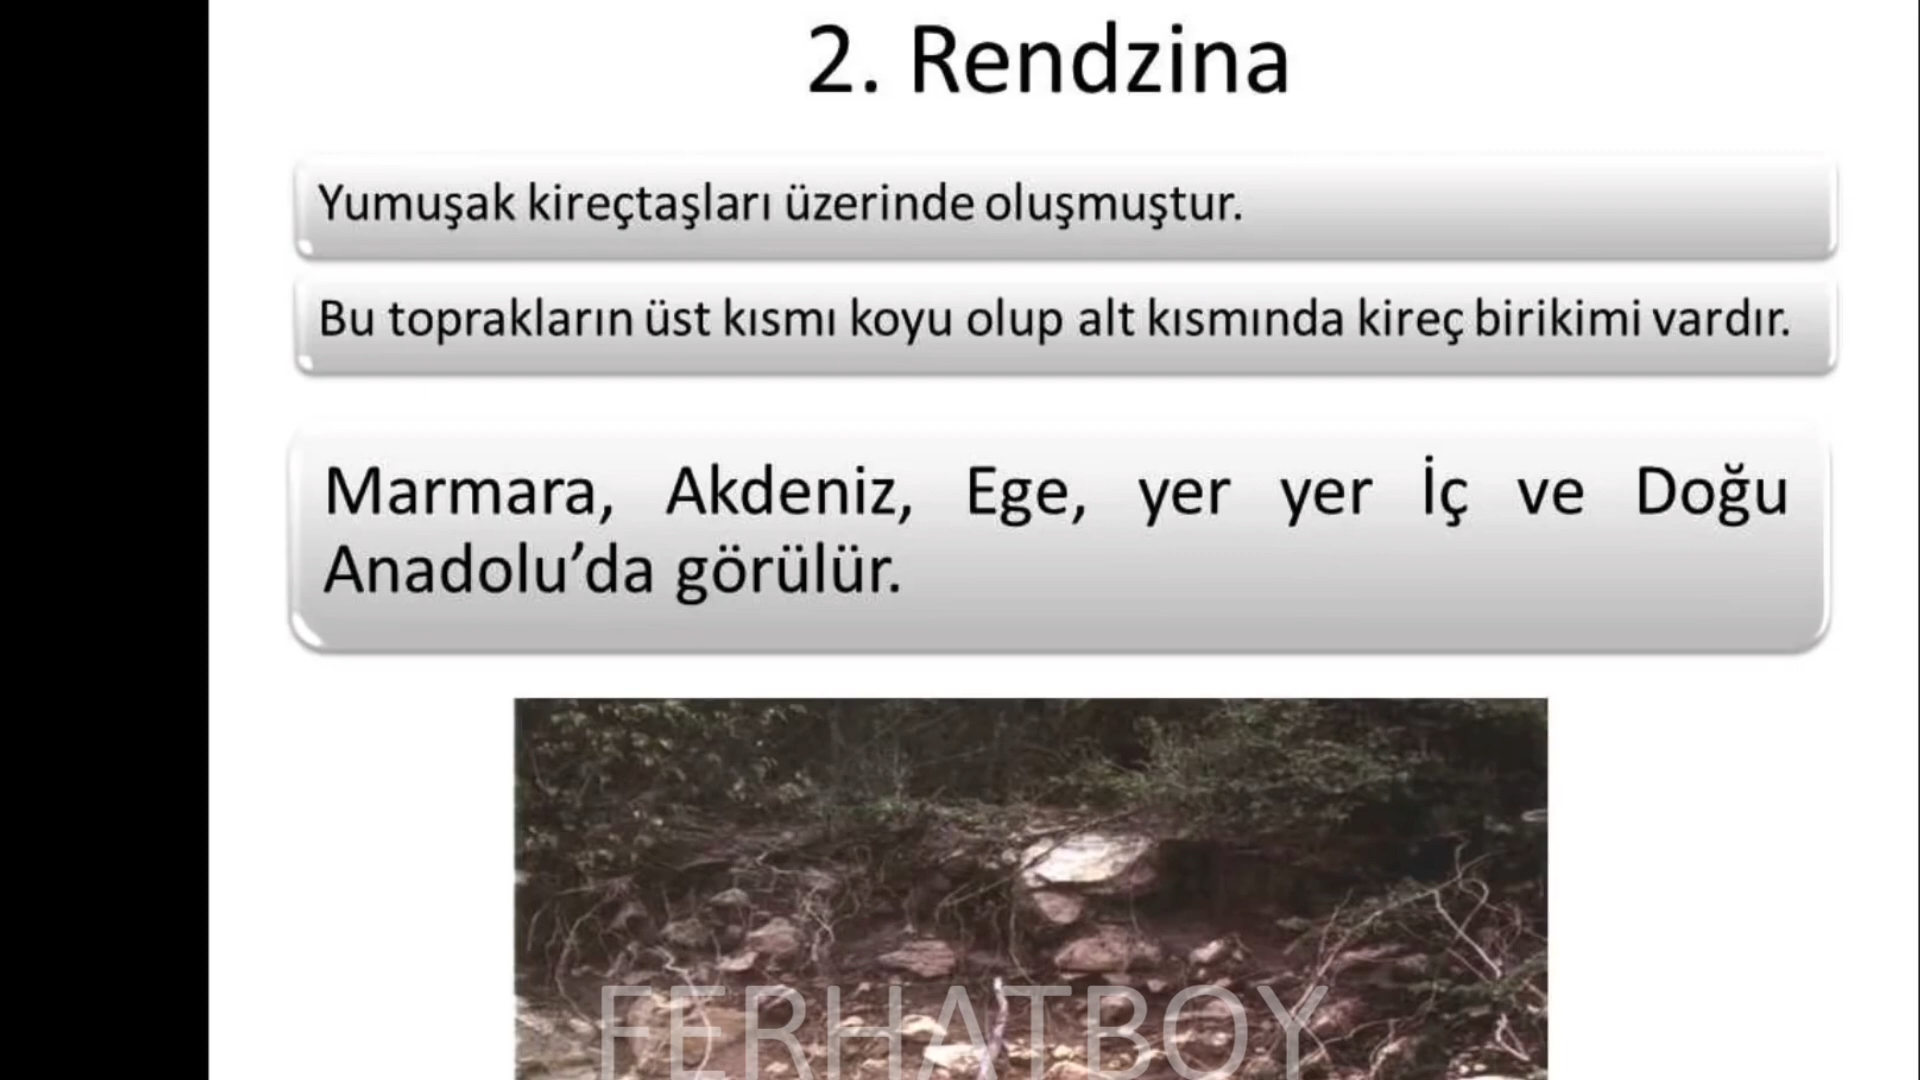 2. Rendzina
Yumuşak kireçtaşları üzerinde oluşmuştur.
Bu toprakların üst kısmı koyu olup alt kısmında kireç birikimi vardır.
Marmara, Akdeniz, Ege, yer yer İç ve Doğu
Anadolu’da görülür.
FERHATBOY